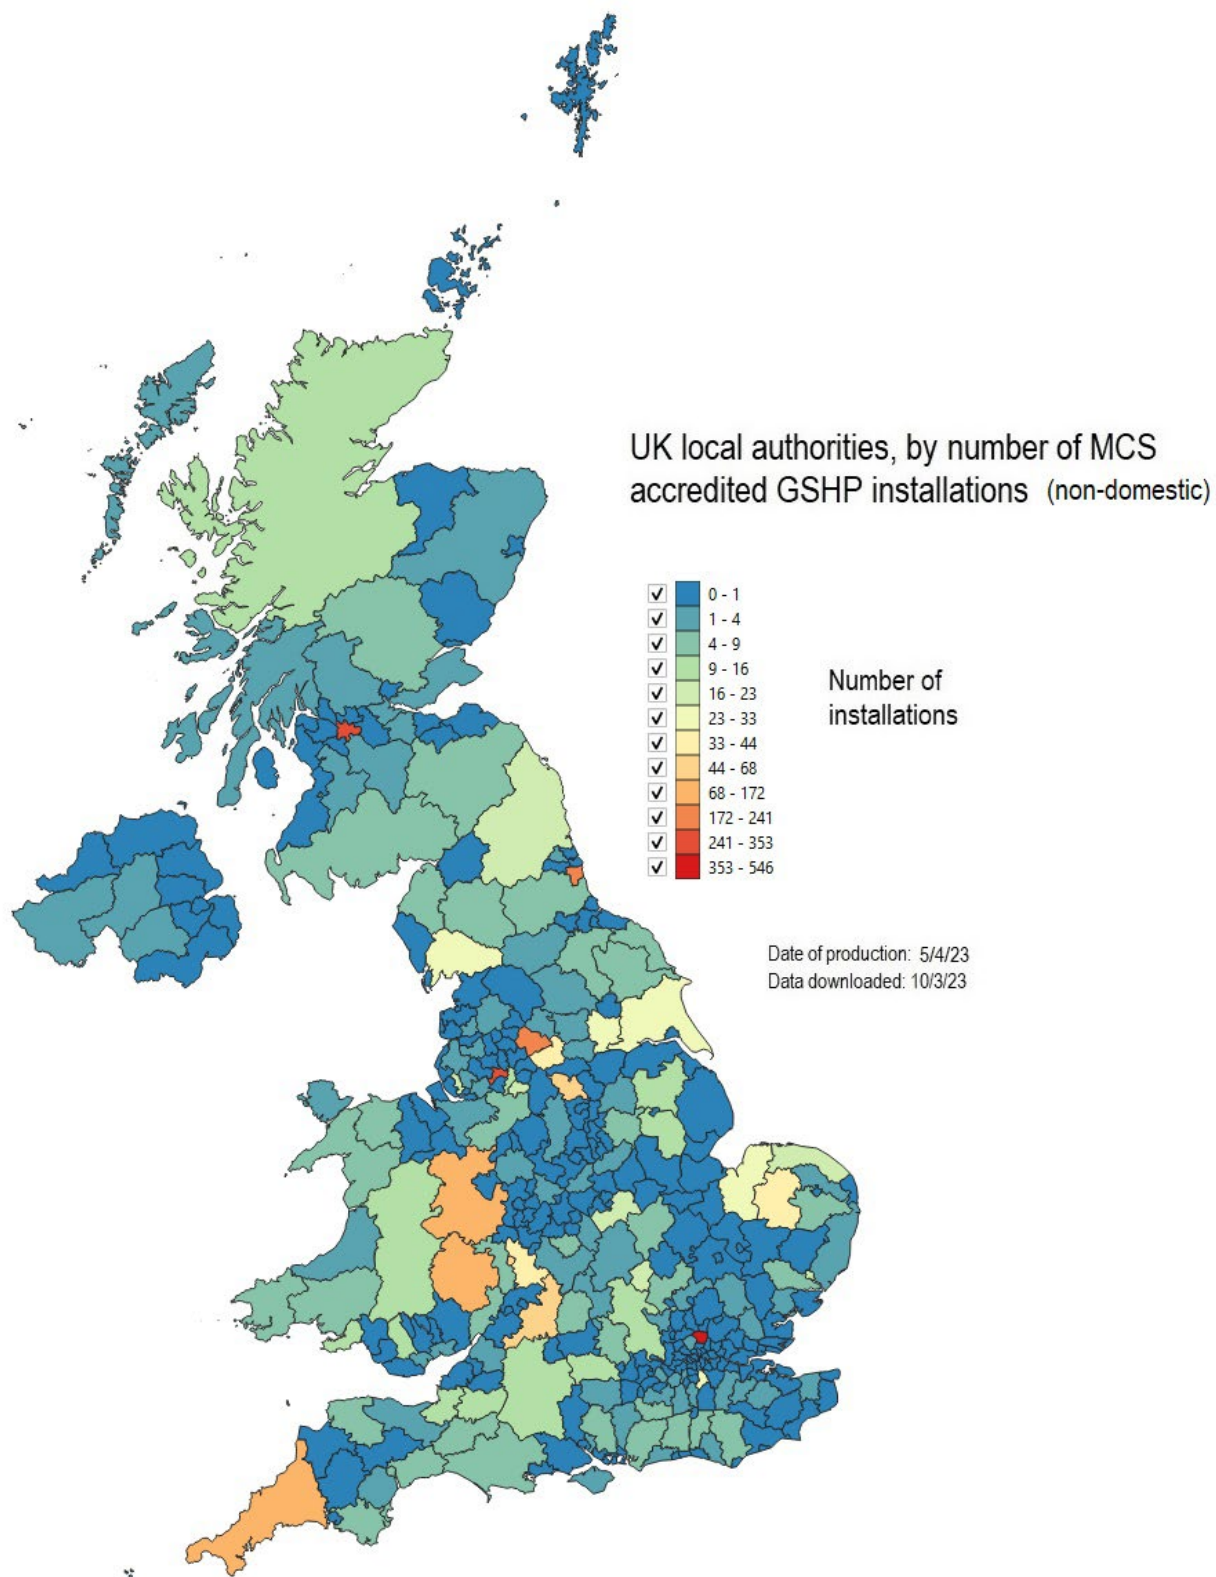 UK local authorities, by number of MCS
accredited GSHP installations (non-domestic)
0 - 1
1 - 4
4 - 9
9 - 16
16 - 23
23 - 33
33 - 44
44 - 68
68 - 172
172 - 241
241 - 353
353 - 546
Number of
installations
Date of production: 5/4/23
Data downloaded: 10/3/23